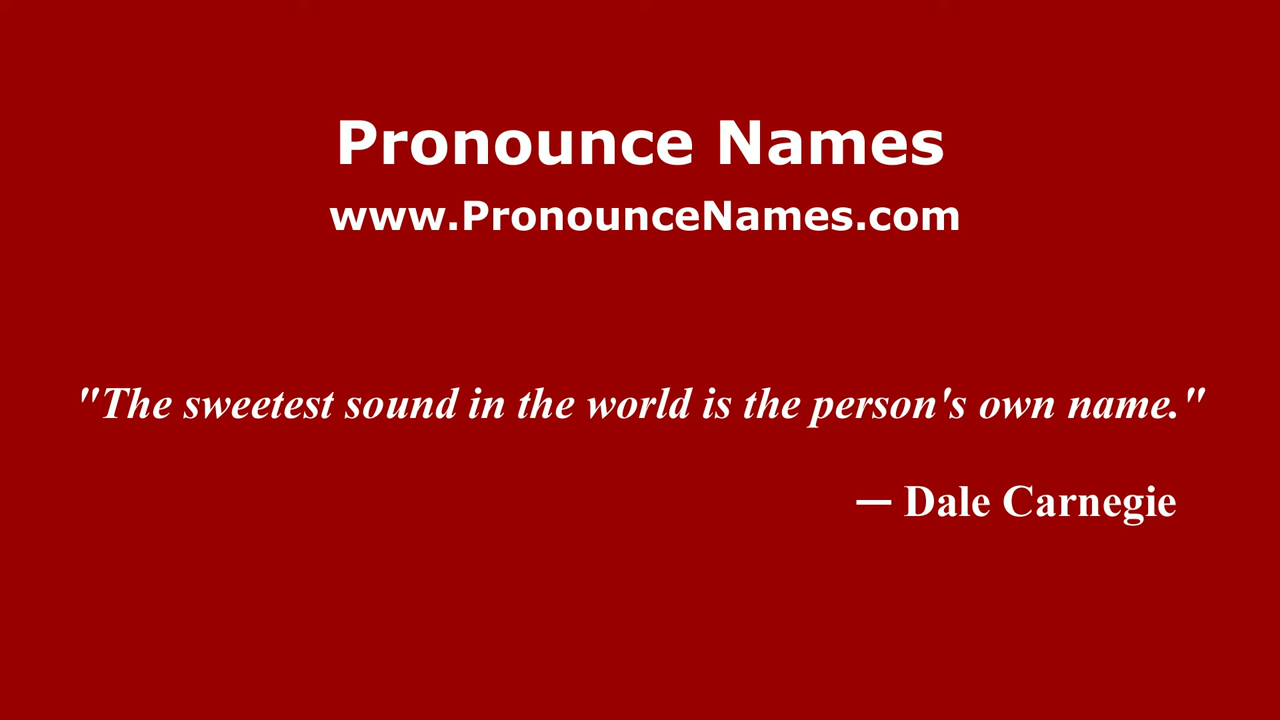 Pronounce Names
www.PronounceNames.com
"The sweetest sound in the world is the person's own name."
— Dale Carnegie